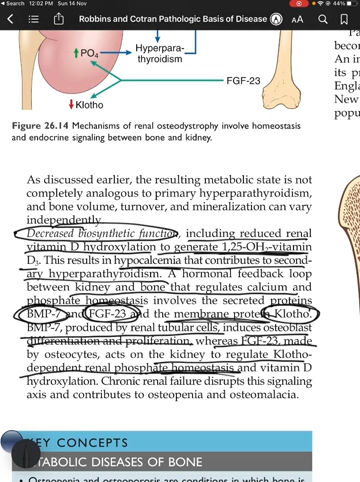 Search 12:02 PM Sun 14 Nov 44%
Robbins and Cotran Pathologic Basis of Disease AA
↑PO4
Hyperpara-
thyroidism
FGF-23
↓Klotho
Figure 26.14 Mechanisms of renal osteodystrophy involve homeostasis
and endocrine signaling between bone and kidney.
As discussed earlier, the resulting metabolic state is not
completely analogous to primary hyperparathyroidism,
and bone volume, turnover, and mineralization can vary
independently.
Decreased biosynthetic function, including reduced renal
vitamin D hydroxylation to generate 1,25-OH2-vitamin
D3. This results in hypocalcemia that contributes to second-
ary hyperparathyroidism. A hormonal feedback loop
between kidney and bone that regulates calcium and
phosphate homeostasis involves the secreted proteins
BMP-7 and FGF-23 and the membrane protein Klotho.
BMP-7, produced by renal tubular cells, induces osteoblast
differentiation and proliferation, whereas FGF-23, made
by osteocytes, acts on the kidney to regulate Klotho-
dependent renal phosphate homeostasis and vitamin D
hydroxylation. Chronic renal failure disrupts this signaling
axis and contributes to osteopenia and osteomalacia.
KEY CONCEPTS
TABOLIC DISEASES OF BONE
• Osteopenia and osteoporosis are conditions in which bone is
Pa
becom
An in
its pr
Engla
New
popu